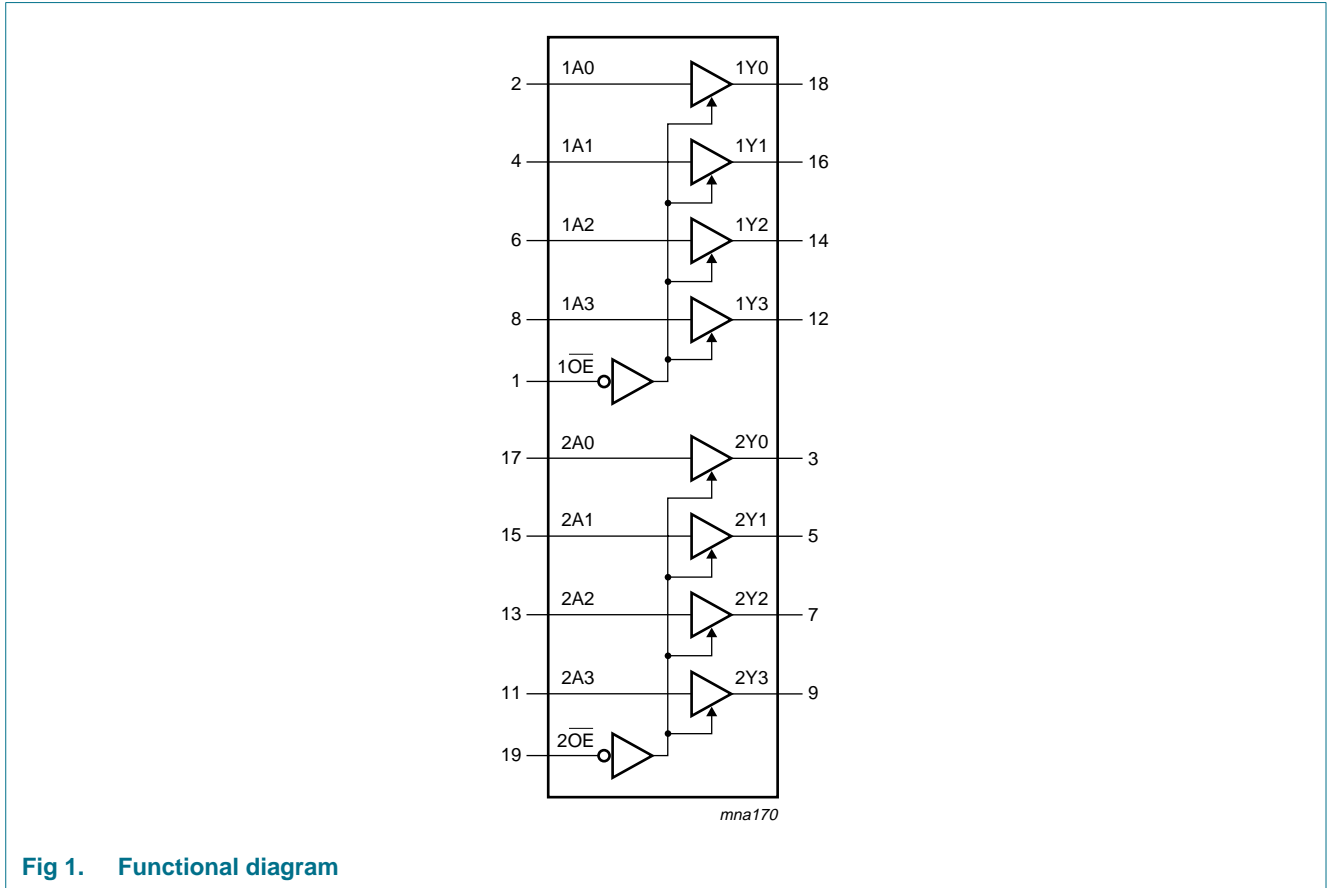 2 1A0 1Y0 18
4 1A1 1Y1 16
6 1A2 1Y2 14
8 1A3 1Y3 12
1 1O̅E̅
17 2A0 2Y0 3
15 2A1 2Y1 5
13 2A2 2Y2 7
11 2A3 2Y3 9
19 2O̅E̅
mna170
Fig 1. Functional diagram